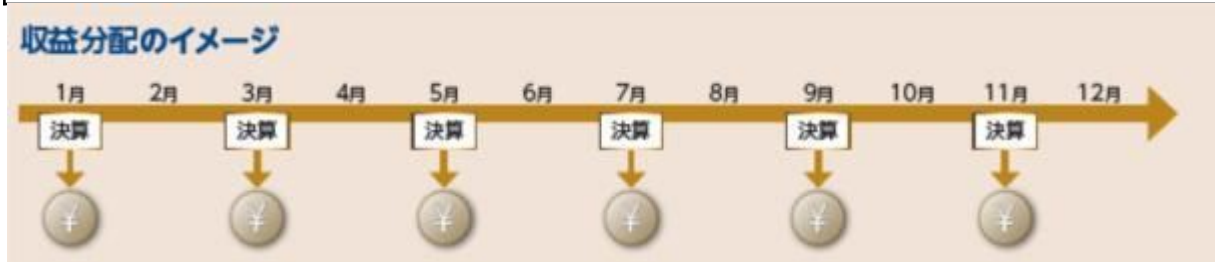 収益分配のイメージ
1月 2月 3月 4月 5月 6月 7月 8月 9月 10月 11月 12月
決算 決算 決算 決算 決算 決算
¥ ¥ ¥ ¥ ¥ ¥